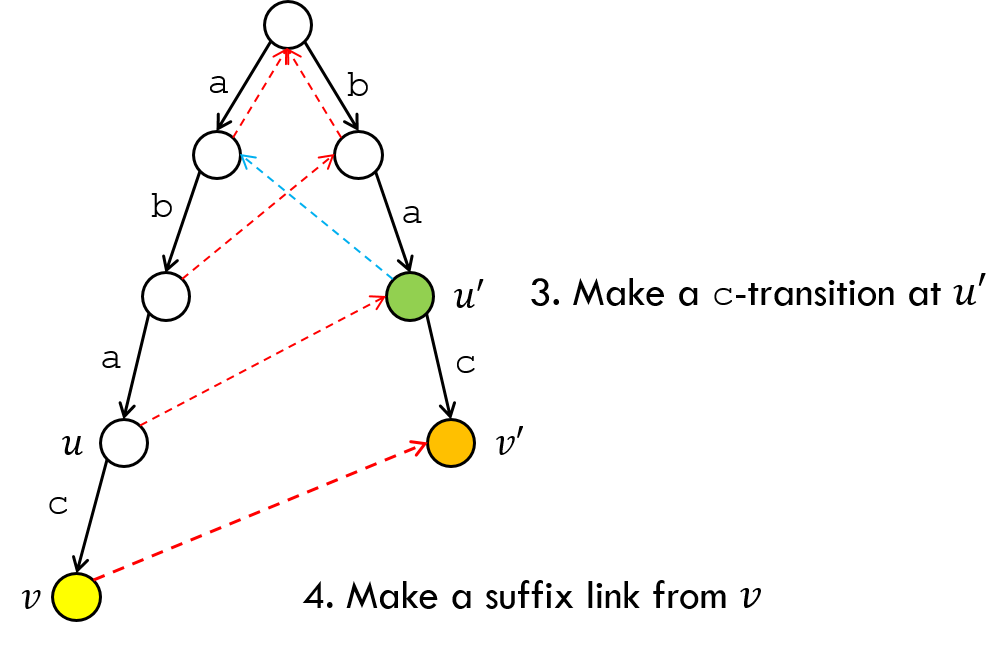 a
b
b
a
u′
3. Make a c-transition at u′
a
c
u
v′
c
v
4. Make a suffix link from v